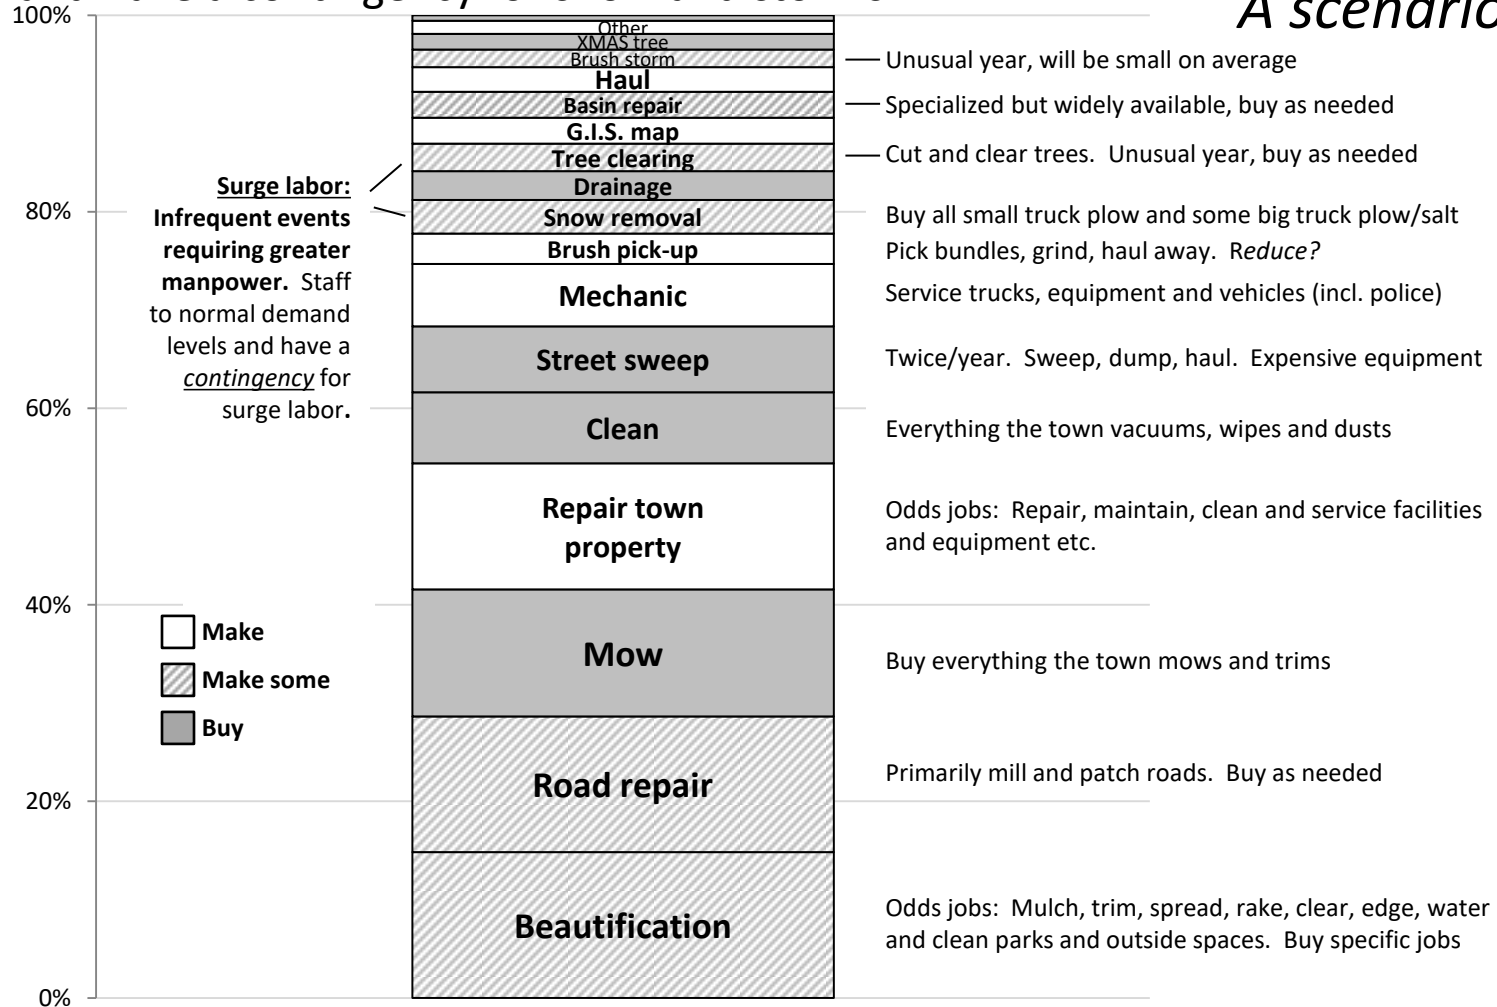 A scenario
100%
80%
60%
40%
20%
0%
Surge labor:
Infrequent events
requiring greater
manpower. Staff
to normal demand
levels and have a
contingency for
surge labor.
Make
Make some
Buy
Other
XMAS tree
Brush storm
Haul
Basin repair
G.I.S. map
Tree clearing
Drainage
Snow removal
Brush pick-up
Mechanic
Street sweep
Clean
Repair town
property
Mow
Road repair
Beautification
Unusual year, will be small on average
Specialized but widely available, buy as needed
Cut and clear trees. Unusual year, buy as needed
Buy all small truck plow and some big truck plow/salt
Pick bundles, grind, haul away. Reduce?
Service trucks, equipment and vehicles (incl. police)
Twice/year. Sweep, dump, haul. Expensive equipment
Everything the town vacuums, wipes and dusts
Odds jobs: Repair, maintain, clean and service facilities
and equipment etc.
Buy everything the town mows and trims
Primarily mill and patch roads. Buy as needed
Odds jobs: Mulch, trim, spread, rake, clear, edge, water
and clean parks and outside spaces. Buy specific jobs